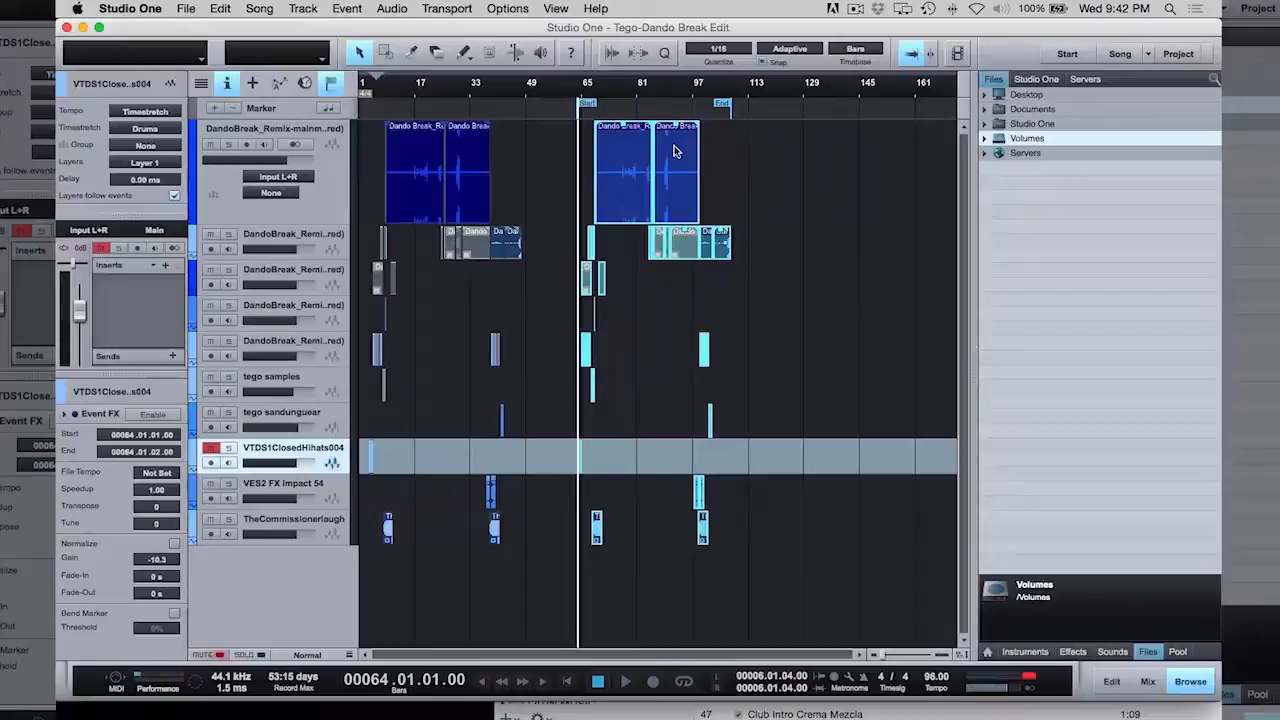 Studio One File Edit Song Track Event Audio Transport Options View Help
100% Wed 9:42 PM
Studio One - Tego-Dando Break Edit
1/16 Quantize
Adaptive Snap
Bars Timebase
Start Song Project
VTDS1Close..s004
1 17 33 49 65 81 97 113 129 145 161
4/4
Files Studio One Servers
Desktop
Documents
Studio One
Volumes
Servers
Marker
Start End
Tempo Timestretch
Timestretch Drums
Group None
Layers Layer 1
Delay 0.00 ms
Layers follow events
Input L+R Main
0dB M S
Inserts
Sends
DandoBreak_Remix-mainm..red)
M S
Input L+R
None
DandoBreak_Remi..red)
DandoBreak_Remi..red)
DandoBreak_Remi..red)
DandoBreak_Remi..red)
tego samples
tego sandunguear
VTDS1ClosedHihats004
VES2 FX Impact 54
TheCommissionerlaugh
VTDS1Close..s004
Event FX Enable
Start 00064 .01.01.00
End 00064 .01.02.00
File Tempo Not Set
Speedup 1.00
Transpose 0
Tune 0
Normalize
Gain -10.3
Fade-In 0 s
Fade-Out 0 s
Bend Marker
Threshold 0%
Volumes
/Volumes
MUTE SOLO Normal
Instruments Effects Sounds Files Pool
MIDI Performance
44.1 kHz
1.5 ms
53:15 days
Record Max
00064 .01.01.00
Bars
L 00006.01.04.00
R 00006.01.04.00
Metronome
4 / 4
Timesig
96.00
Tempo
Edit Mix Browse
47 Club Intro Crema Mezcla 1:09
Project
Pool